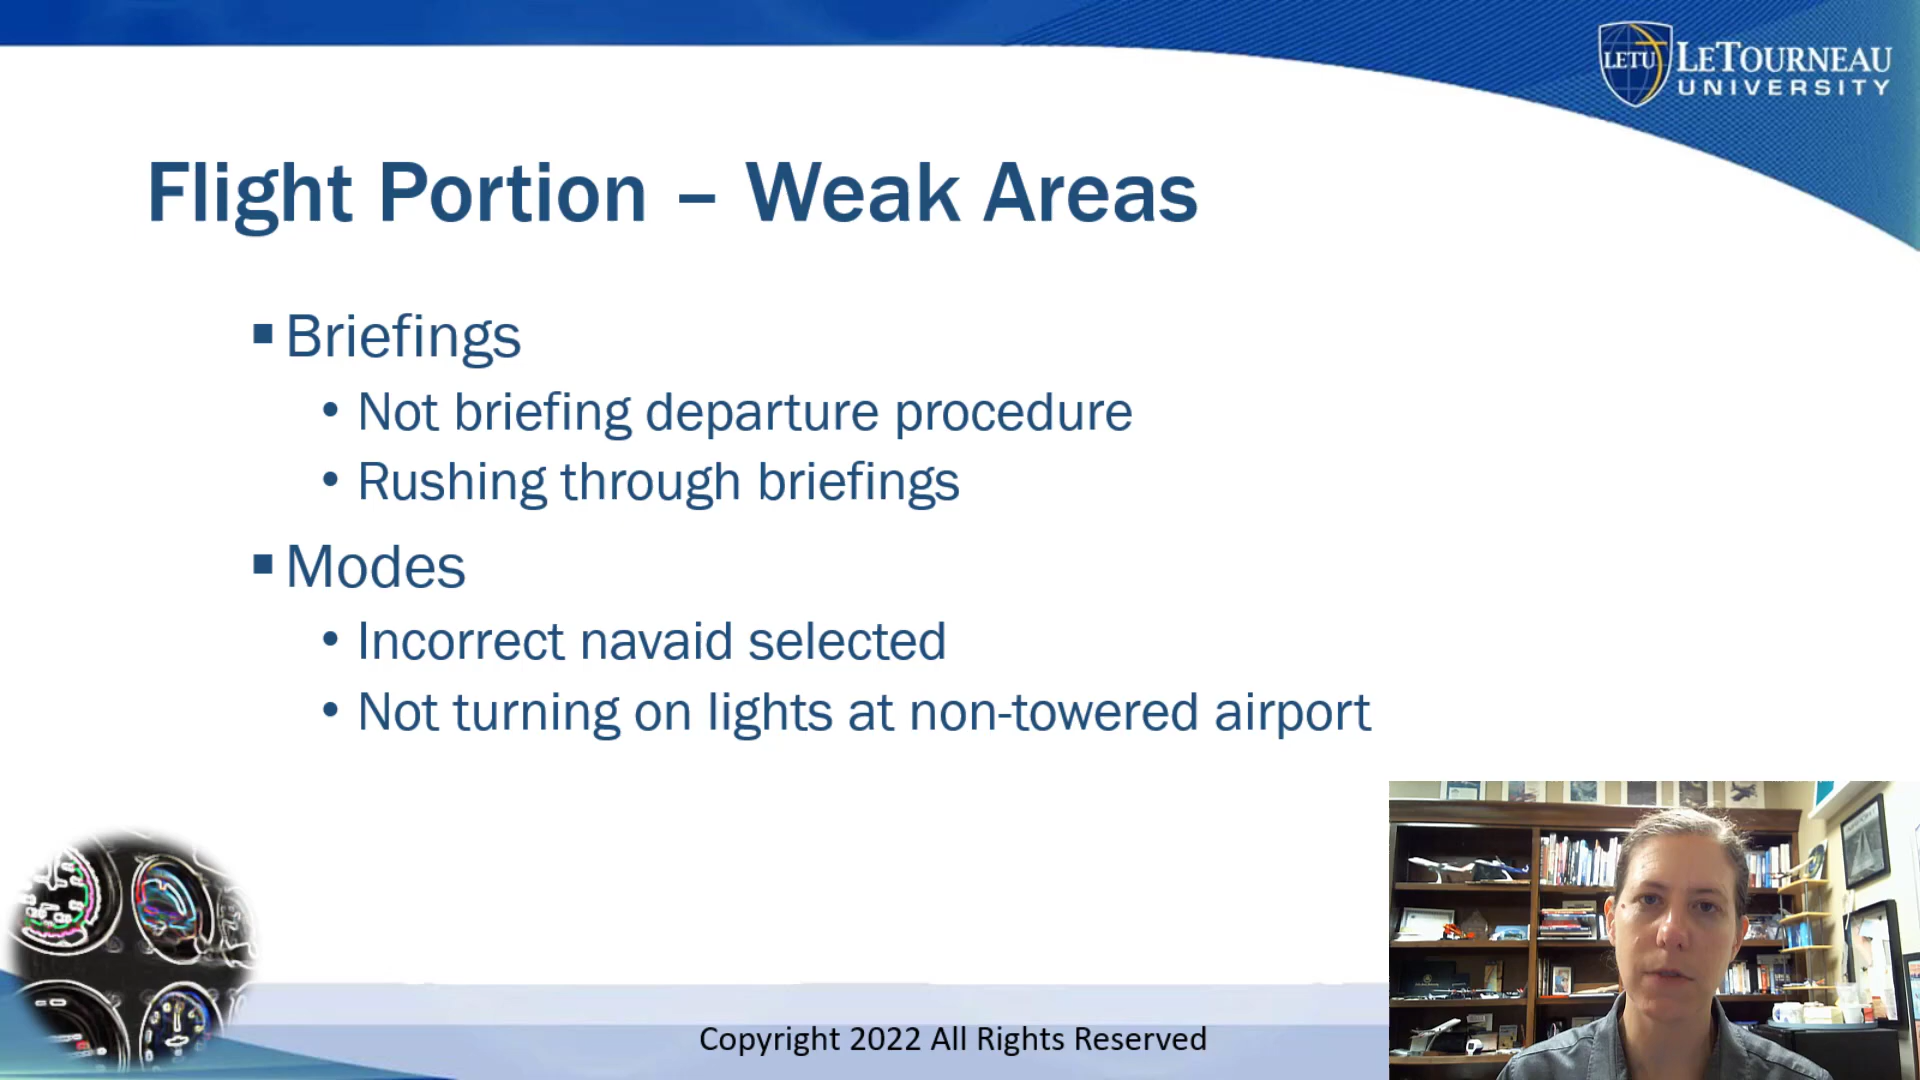 LETU
LETOURNEAU
UNIVERSITY
Flight Portion – Weak Areas
▪ Briefings
• Not briefing departure procedure
• Rushing through briefings
▪ Modes
• Incorrect navaid selected
• Not turning on lights at non-towered airport
Copyright 2022 All Rights Reserved